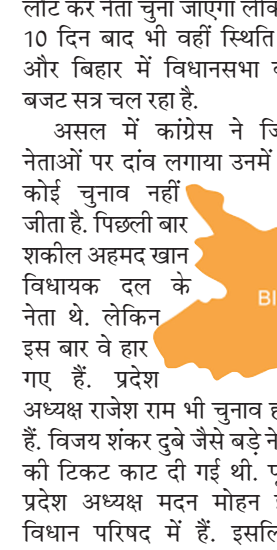 लौट कर नेता चुना जाएगा लेकि
10 दिन बाद भी वहीं स्थिति
और बिहार में विधानसभा
बजट सत्र चल रहा है.
असल में कांग्रेस ने जि
नेताओं पर दांव लगाया उनमें
कोई चुनाव नहीं
जीता है. पिछली बार
शकील अहमद खान
विधायक दल के
नेता थे. लेकिन
इस बार वे हार
गए हैं. प्रदेश
अध्यक्ष राजेश राम भी चुनाव
हैं. विजय शंकर दुबे जैसे बड़े ने
की टिकट काट दी गई थी. पू
प्रदेश अध्यक्ष मदन मोहन
विधान परिषद में हैं. इसलि
BI